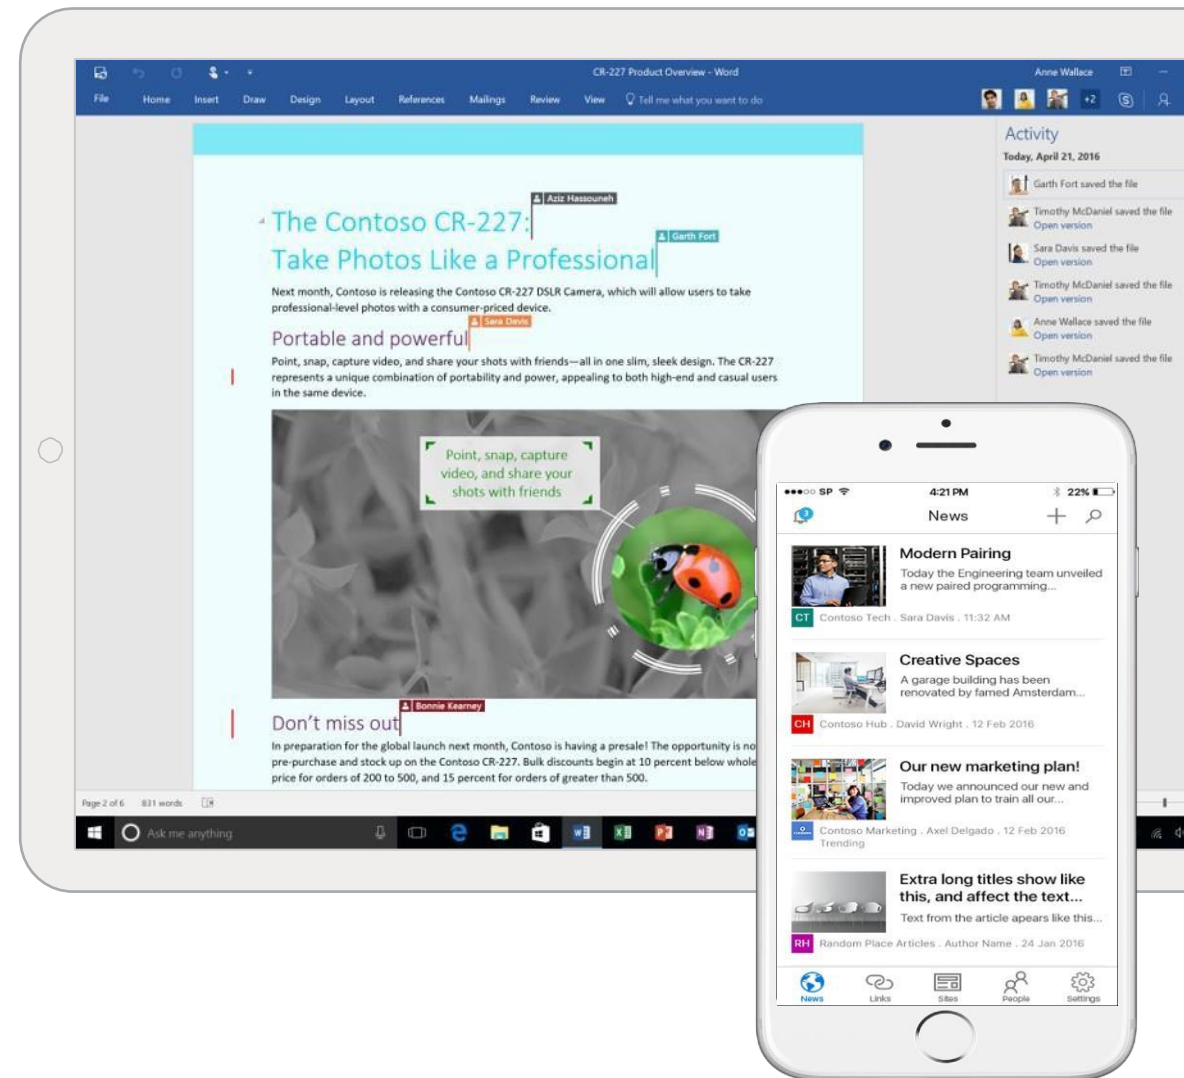 CR-227 Product Overview - Word
Anne Wallace
File Home Insert Draw Design Layout References Mailings Review View Tell me what you want to do
+2
Activity
Today, April 21, 2016
Garth Fort saved the file
Timothy McDaniel saved the file
Open version
Sara Davis saved the file
Open version
Timothy McDaniel saved the file
Open version
Anne Wallace saved the file
Open version
Timothy McDaniel saved the file
Open version
Aziz Hassouneh
The Contoso CR-227:
Garth Fort
Take Photos Like a Professional
Next month, Contoso is releasing the Contoso CR-227 DSLR Camera, which will allow users to take
professional-level photos with a consumer-priced device.
Sara Davis
Portable and powerful
Point, snap, capture video, and share your shots with friends—all in one slim, sleek design. The CR-227
represents a unique combination of portability and power, appealing to both high-end and casual users
in the same device.
Point, snap, capture
video, and share your
shots with friends
Bonnie Kearney
Don't miss out
In preparation for the global launch next month, Contoso is having a presale! The opportunity is no
pre-purchase and stock up on the Contoso CR-227. Bulk discounts begin at 10 percent below whole
price for orders of 200 to 500, and 15 percent for orders of greater than 500.
Page 2 of 6 831 words
Ask me anything
SP 4:21 PM 22%
3
News
Modern Pairing
Today the Engineering team unveiled
a new paired programming...
CT Contoso Tech . Sara Davis . 11:32 AM
Creative Spaces
A garage building has been
renovated by famed Amsterdam...
CH Contoso Hub . David Wright . 12 Feb 2016
Our new marketing plan!
Today we announced our new and
improved plan to train all our...
Contoso Marketing . Axel Delgado . 12 Feb 2016
Trending
Extra long titles show like
this, and affect the text...
Text from the article apears like this...
RH Random Place Articles . Author Name . 24 Jan 2016
News Links Sites People Settings